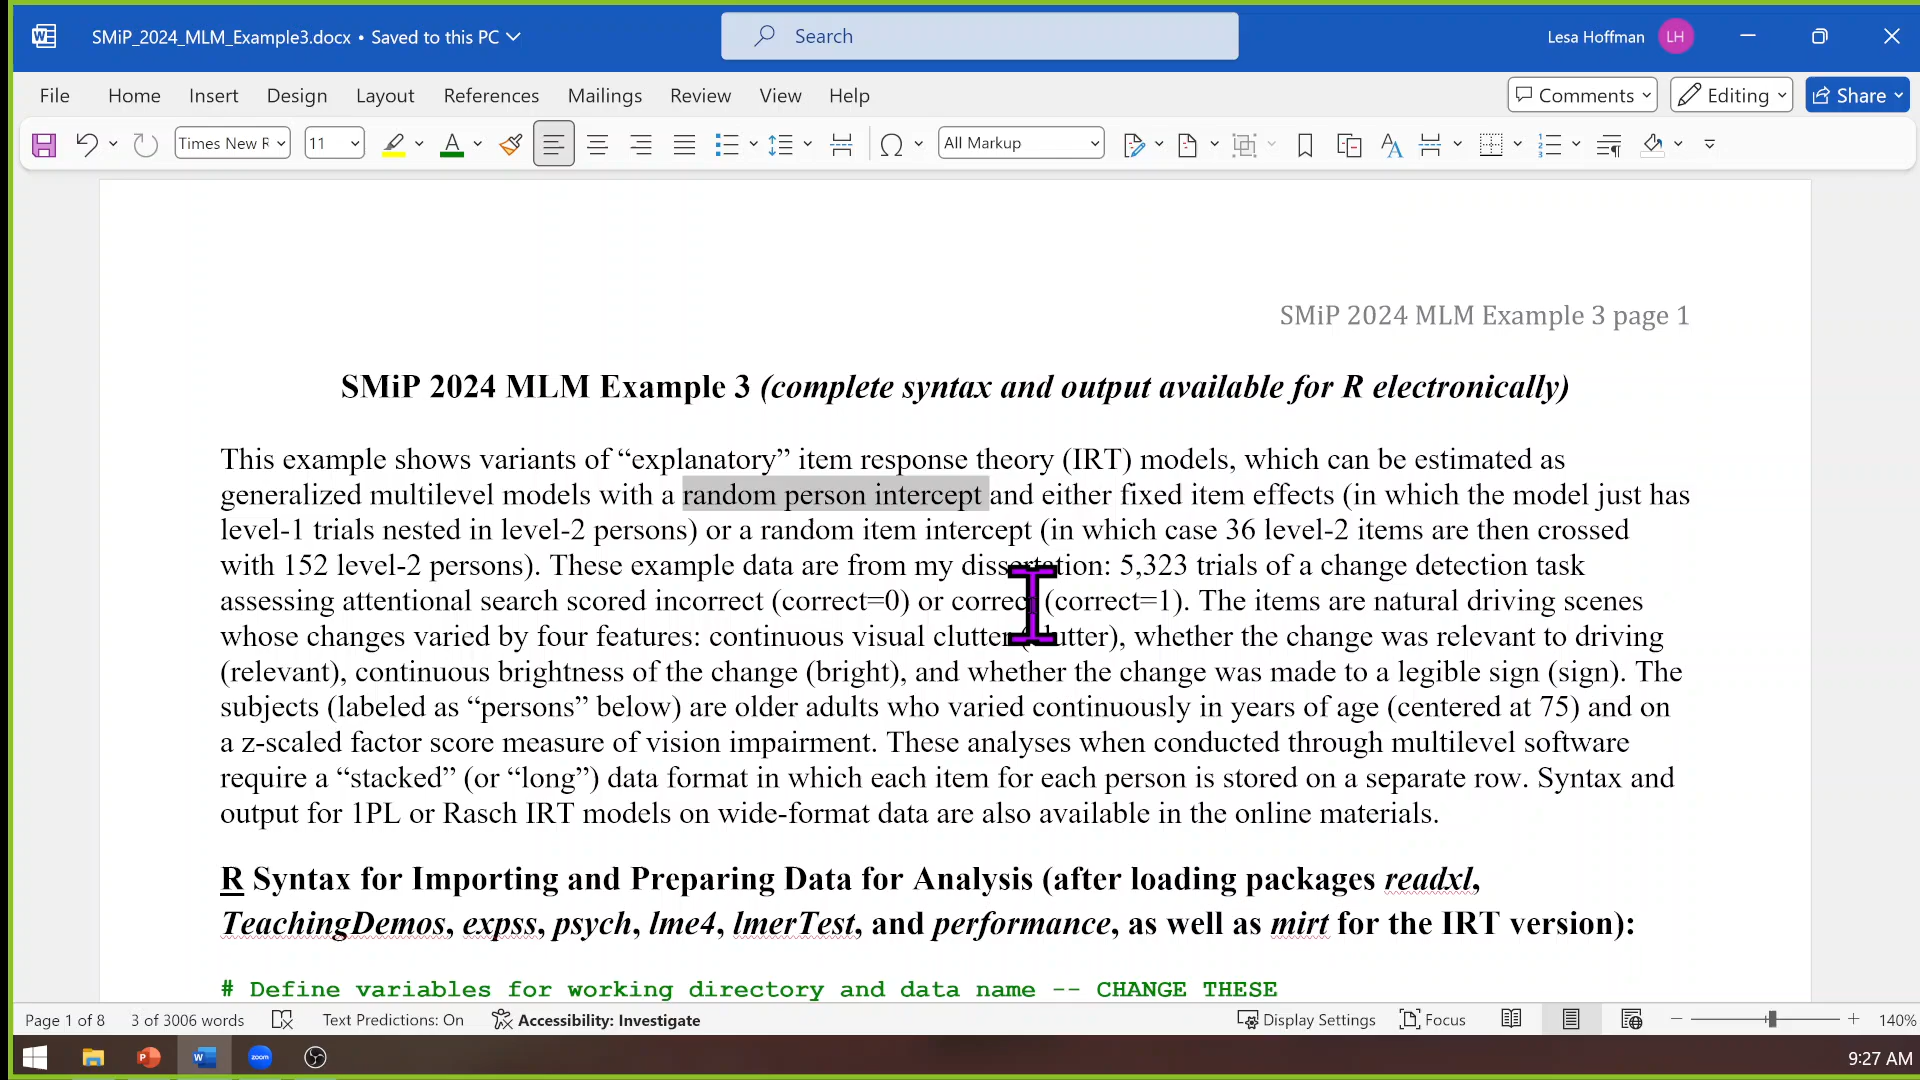 SMiP_2024_MLM_Example3.docx • Saved to this PC
Search
Lesa Hoffman
LH
File Home Insert Design Layout References Mailings Review View Help
Comments
Editing
Share
Times New R
11
All Markup
SMiP 2024 MLM Example 3 page 1
SMiP 2024 MLM Example 3 (complete syntax and output available for R electronically)
This example shows variants of “explanatory” item response theory (IRT) models, which can be estimated as
generalized multilevel models with a random person intercept and either fixed item effects (in which the model just has
level-1 trials nested in level-2 persons) or a random item intercept (in which case 36 level-2 items are then crossed
with 152 level-2 persons). These example data are from my dissertation: 5,323 trials of a change detection task
assessing attentional search scored incorrect (correct=0) or correct (correct=1). The items are natural driving scenes
whose changes varied by four features: continuous visual clutter (clutter), whether the change was relevant to driving
(relevant), continuous brightness of the change (bright), and whether the change was made to a legible sign (sign). The
subjects (labeled as “persons” below) are older adults who varied continuously in years of age (centered at 75) and on
a z-scaled factor score measure of vision impairment. These analyses when conducted through multilevel software
require a “stacked” (or “long”) data format in which each item for each person is stored on a separate row. Syntax and
output for 1PL or Rasch IRT models on wide-format data are also available in the online materials.
R Syntax for Importing and Preparing Data for Analysis (after loading packages readxl,
TeachingDemos, expss, psych, lme4, lmerTest, and performance, as well as mirt for the IRT version):
# Define variables for working directory and data name -- CHANGE THESE
Page 1 of 8 3 of 3006 words Text Predictions: On Accessibility: Investigate Display Settings Focus 140%
zoom
9:27 AM